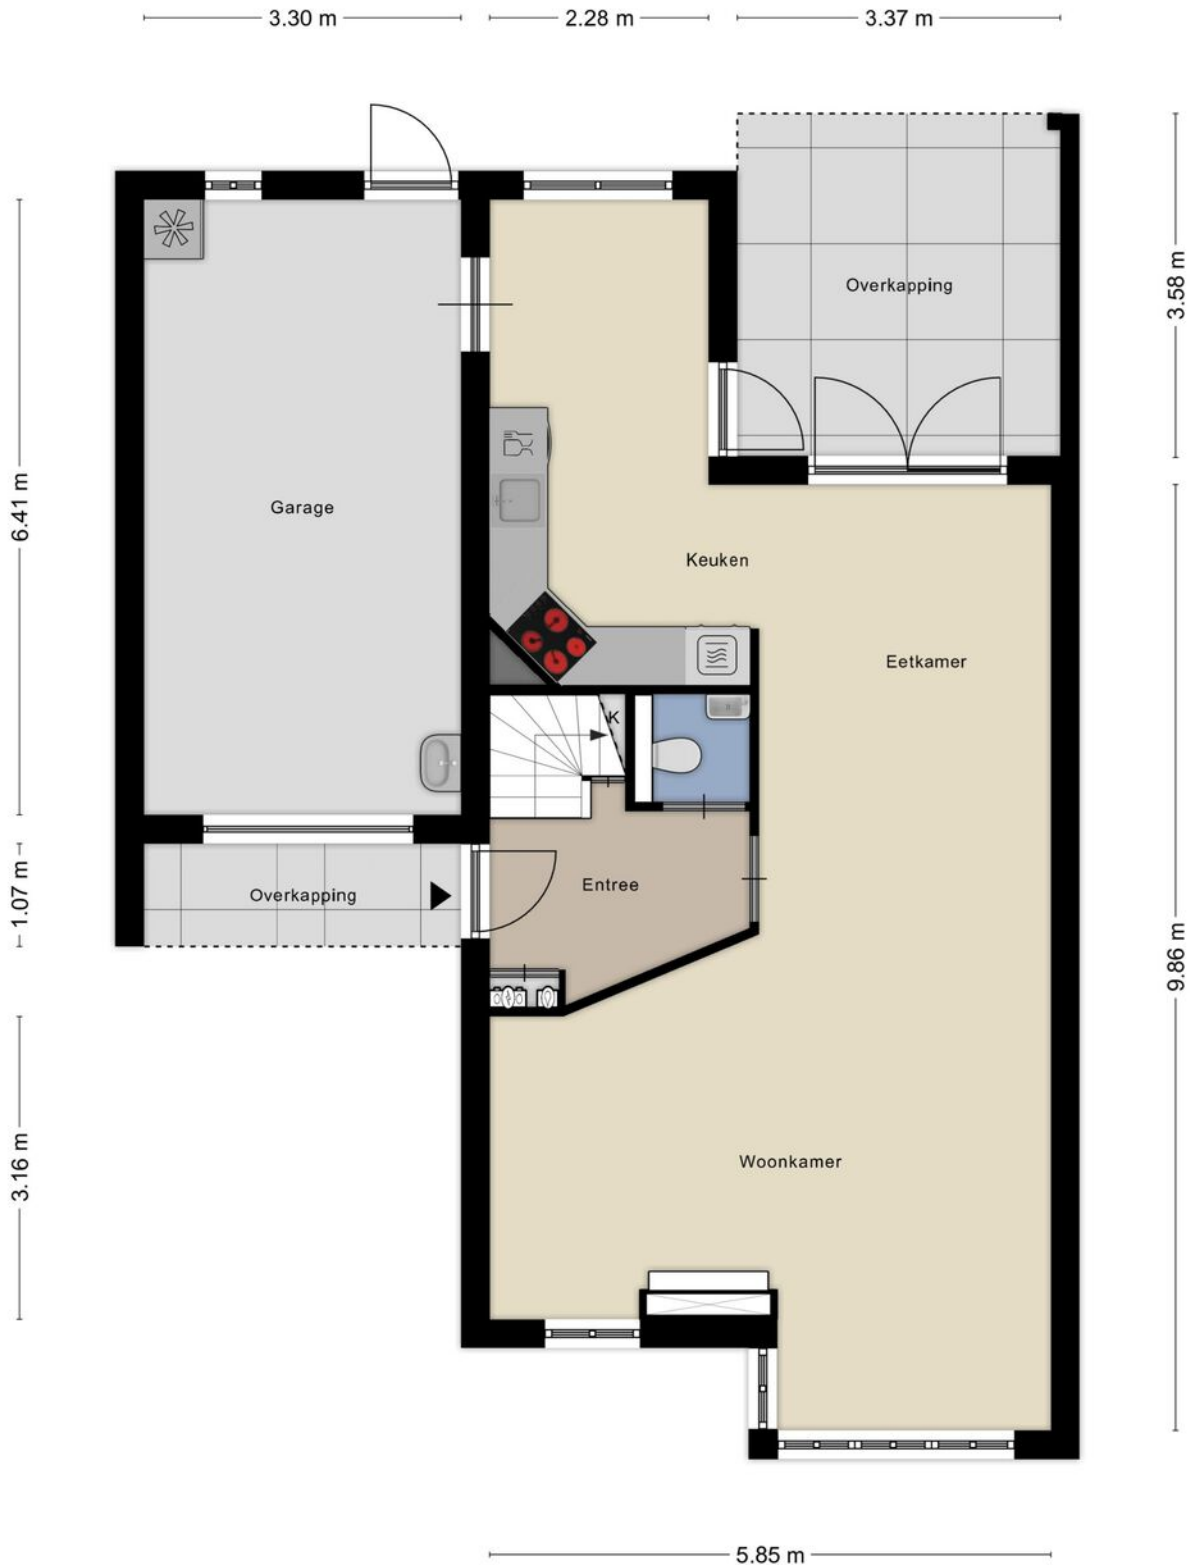 3.30 m
2.28 m
3.37 m
3.58 m
Overkapping
6.41 m
Garage
Keuken
Eetkamer
K
Entree
Overkapping
1.07 m
9.86 m
3.16 m
Woonkamer
5.85 m